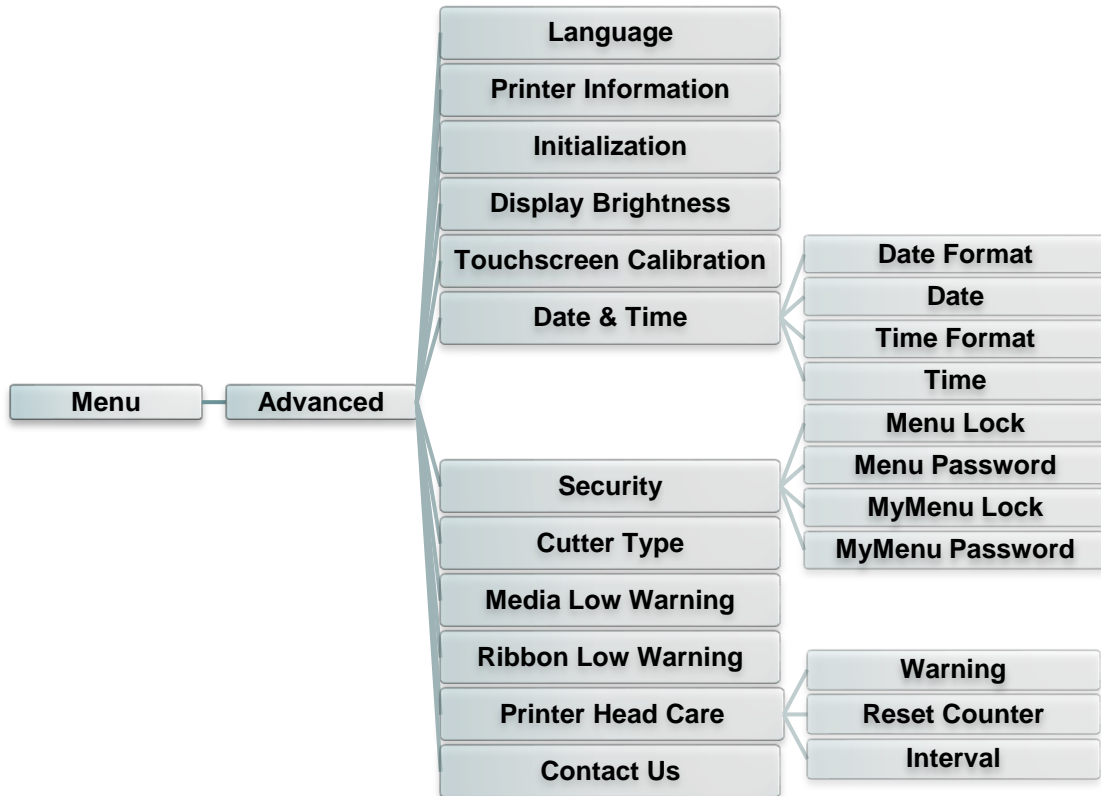 Menu
Advanced
Language
Printer Information
Initialization
Display Brightness
Touchscreen Calibration
Date & Time
Date Format
Date
Time Format
Time
Security
Menu Lock
Menu Password
MyMenu Lock
MyMenu Password
Cutter Type
Media Low Warning
Ribbon Low Warning
Printer Head Care
Warning
Reset Counter
Interval
Contact Us